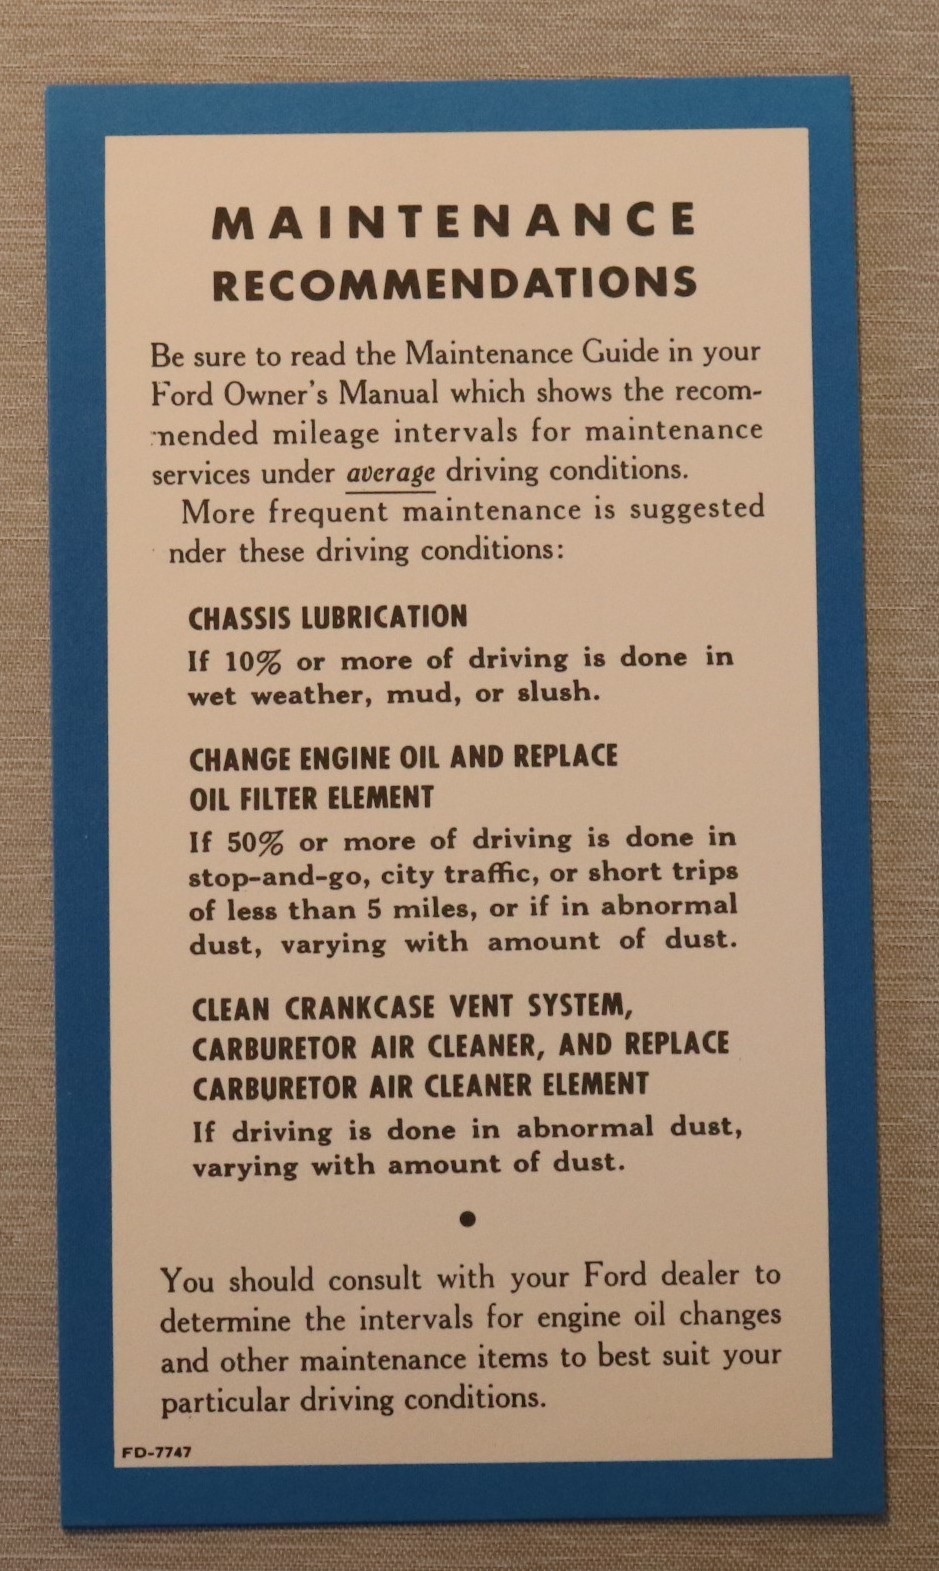 MAINTENANCE
RECOMMENDATIONS
Be sure to read the Maintenance Guide in your
Ford Owner's Manual which shows the recom-
mended mileage intervals for maintenance
services under average driving conditions.
More frequent maintenance is suggested
nder these driving conditions:
CHASSIS LUBRICATION
If 10% or more of driving is done in
wet weather, mud, or slush.
CHANGE ENGINE OIL AND REPLACE
OIL FILTER ELEMENT
If 50% or more of driving is done in
stop-and-go, city traffic, or short trips
of less than 5 miles, or if in abnormal
dust, varying with amount of dust.
CLEAN CRANKCASE VENT SYSTEM,
CARBURETOR AIR CLEANER, AND REPLACE
CARBURETOR AIR CLEANER ELEMENT
If driving is done in abnormal dust,
varying with amount of dust.
You should consult with your Ford dealer to
determine the intervals for engine oil changes
and other maintenance items to best suit your
particular driving conditions.
FD-7747